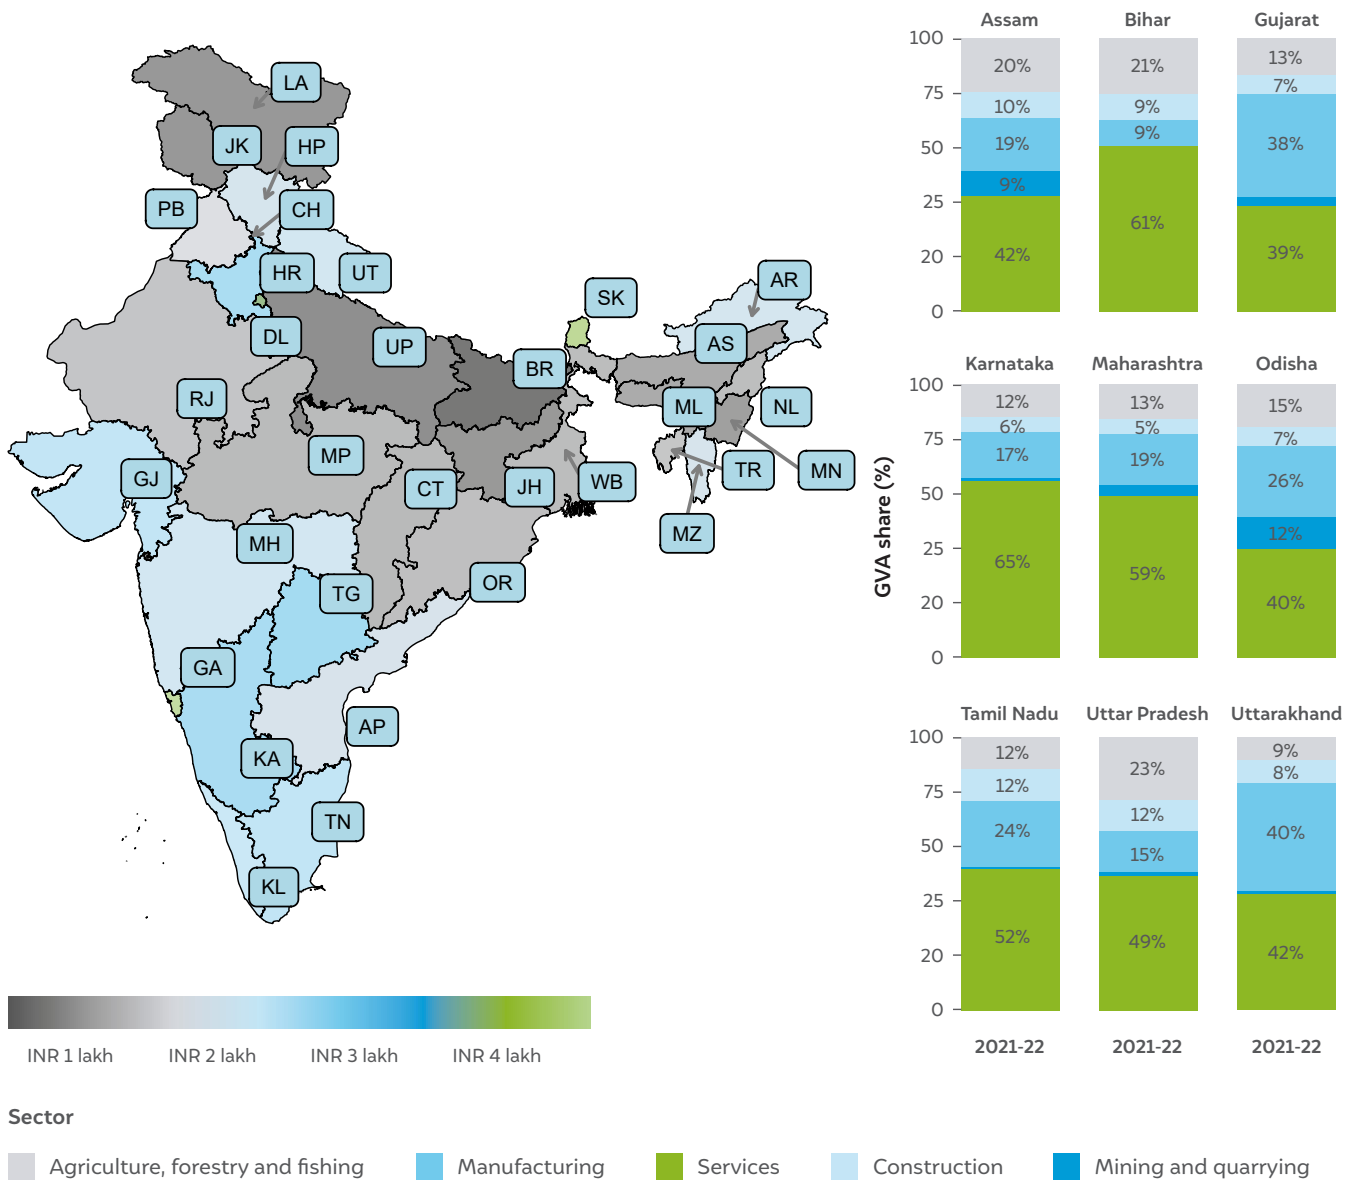 LA
JK
HP
PB
CH
HR
UT
DL
UP
SK
AR
AS
BR
RJ
ML
NL
MP
GJ
CT
JH
WB
TR
MN
MH
MZ
TG
OR
GA
AP
KA
TN
KL
INR 1 lakh INR 2 lakh INR 3 lakh INR 4 lakh
GVA share (%)
Assam Bihar Gujarat
100
75
50
25
20
0
20%
10%
19%
9%
42%
21%
9%
9%
61%
13%
7%
38%
39%
Karnataka Maharashtra Odisha
100
75
50
25
20
0
12%
6%
17%
65%
13%
5%
19%
59%
15%
7%
26%
12%
40%
Tamil Nadu Uttar Pradesh Uttarakhand
100
75
50
25
20
0
12%
12%
24%
52%
23%
12%
15%
49%
9%
8%
40%
42%
2021-22 2021-22 2021-22
Sector
Agriculture, forestry and fishing Manufacturing Services Construction Mining and quarrying